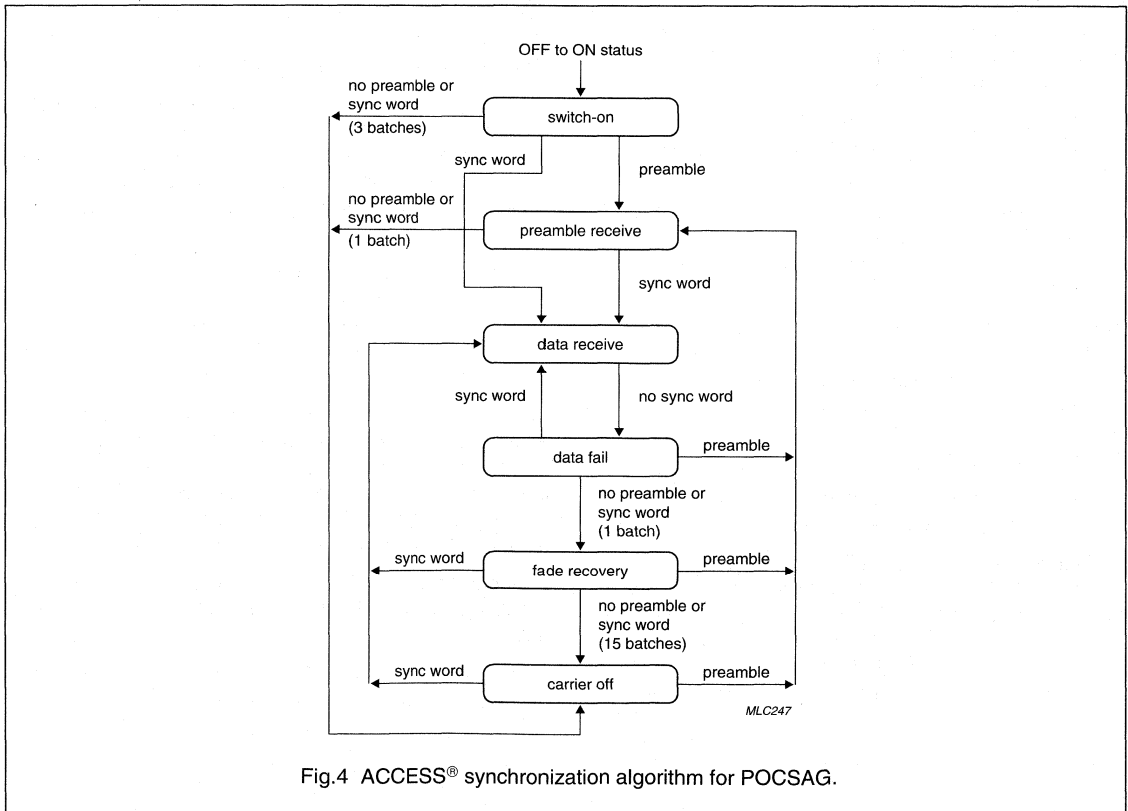 OFF to ON status
no preamble or
sync word
(3 batches)
switch-on
sync word
preamble
no preamble or
sync word
(1 batch)
preamble receive
sync word
data receive
sync word
no sync word
data fail
preamble
no preamble or
sync word
(1 batch)
sync word
fade recovery
preamble
no preamble or
sync word
(15 batches)
sync word
carrier off
preamble
MLC247
Fig.4 ACCESS® synchronization algorithm for POCSAG.